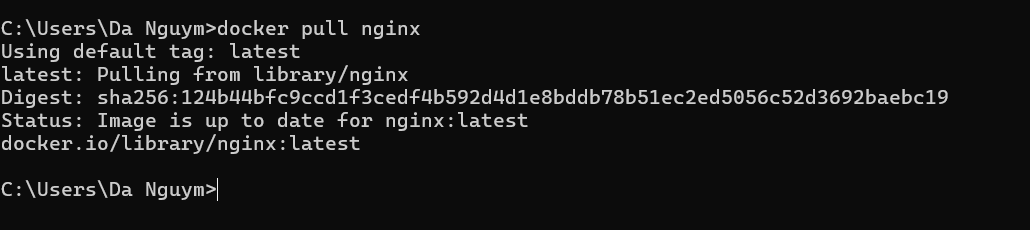 C:\Users\Da Nguym>docker pull nginx
Using default tag: latest
latest: Pulling from library/nginx
Digest: sha256:124b44bfc9ccd1f3cedf4b592d4d1e8bddb78b51ec2ed5056c52d3692baebc19
Status: Image is up to date for nginx:latest
docker.io/library/nginx:latest
C:\Users\Da Nguym>